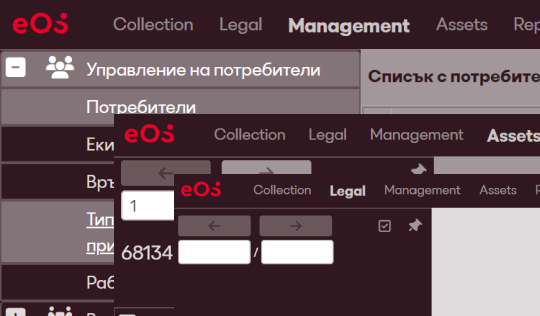 eOS Collection Legal Management Assets Rep
Управление на потребители
Списък с потребите
Потребители
Еки
Връ
Тип
при
Раб
eOS Collection Legal Management Assets
1
68134
eOS Collection Legal Management Assets
/